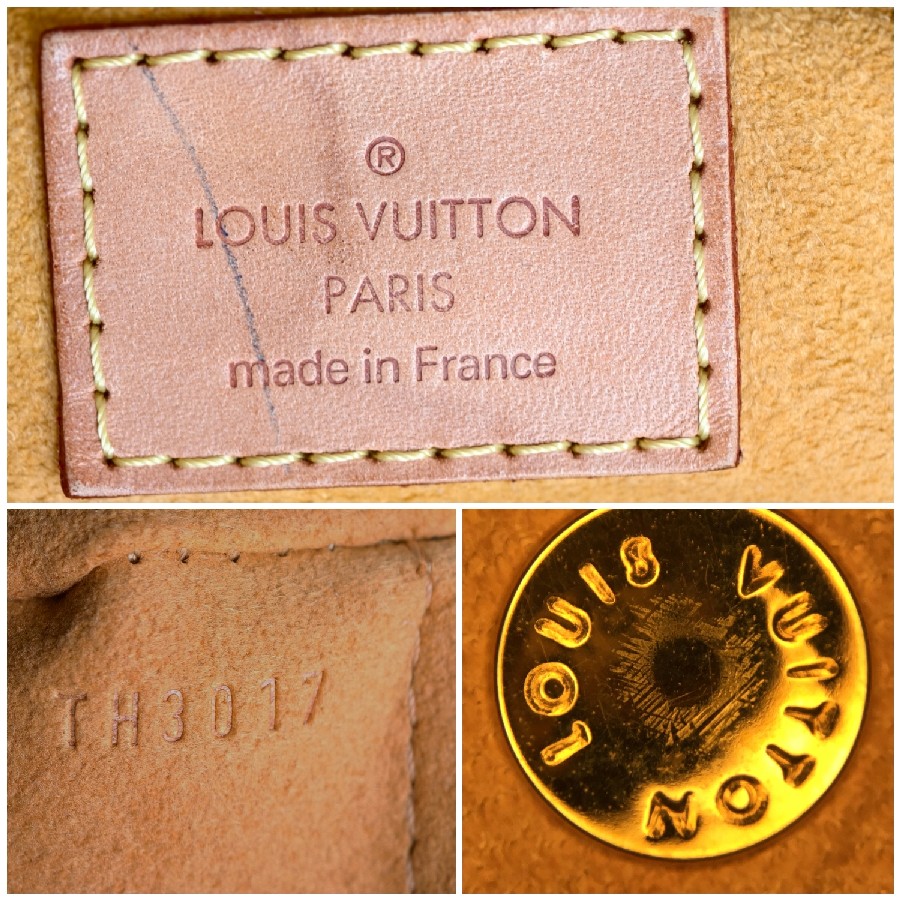 ®
LOUIS VUITTON
PARIS
made in France
TH3017
LOUIS VUITTON